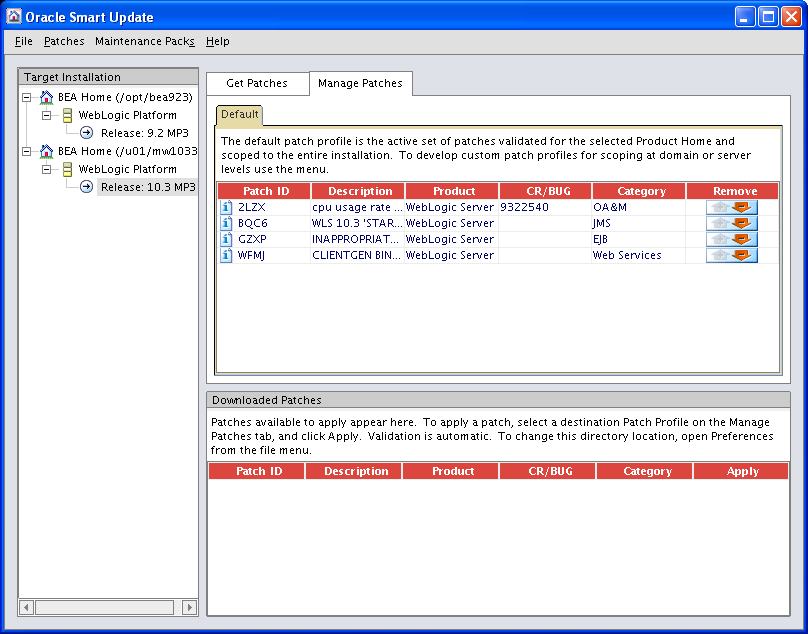 Oracle Smart Update
File Patches Maintenance Packs Help
Target Installation
BEA Home (/opt/bea923)
WebLogic Platform
Release: 9.2 MP3
BEA Home (/u01/mw1033
WebLogic Platform
Release: 10.3 MP3
Get Patches Manage Patches
Default
The default patch profile is the active set of patches validated for the selected Product Home and
scoped to the entire installation. To develop custom patch profiles for scoping at domain or server
levels use the menu.
Patch ID Description Product CR/BUG Category Remove
2LZX cpu usage rate ... WebLogic Server 9322540 OA&M
BQC6 WLS 10.3 'STAR... WebLogic Server JMS
GZXP INAPPROPRIAT... WebLogic Server EJB
WFMJ CLIENTGEN BIN... WebLogic Server Web Services
Downloaded Patches
Patches available to apply appear here. To apply a patch, select a destination Patch Profile on the Manage
Patches tab, and click Apply. Validation is automatic. To change this directory location, open Preferences
from the file menu.
Patch ID Description Product CR/BUG Category Apply